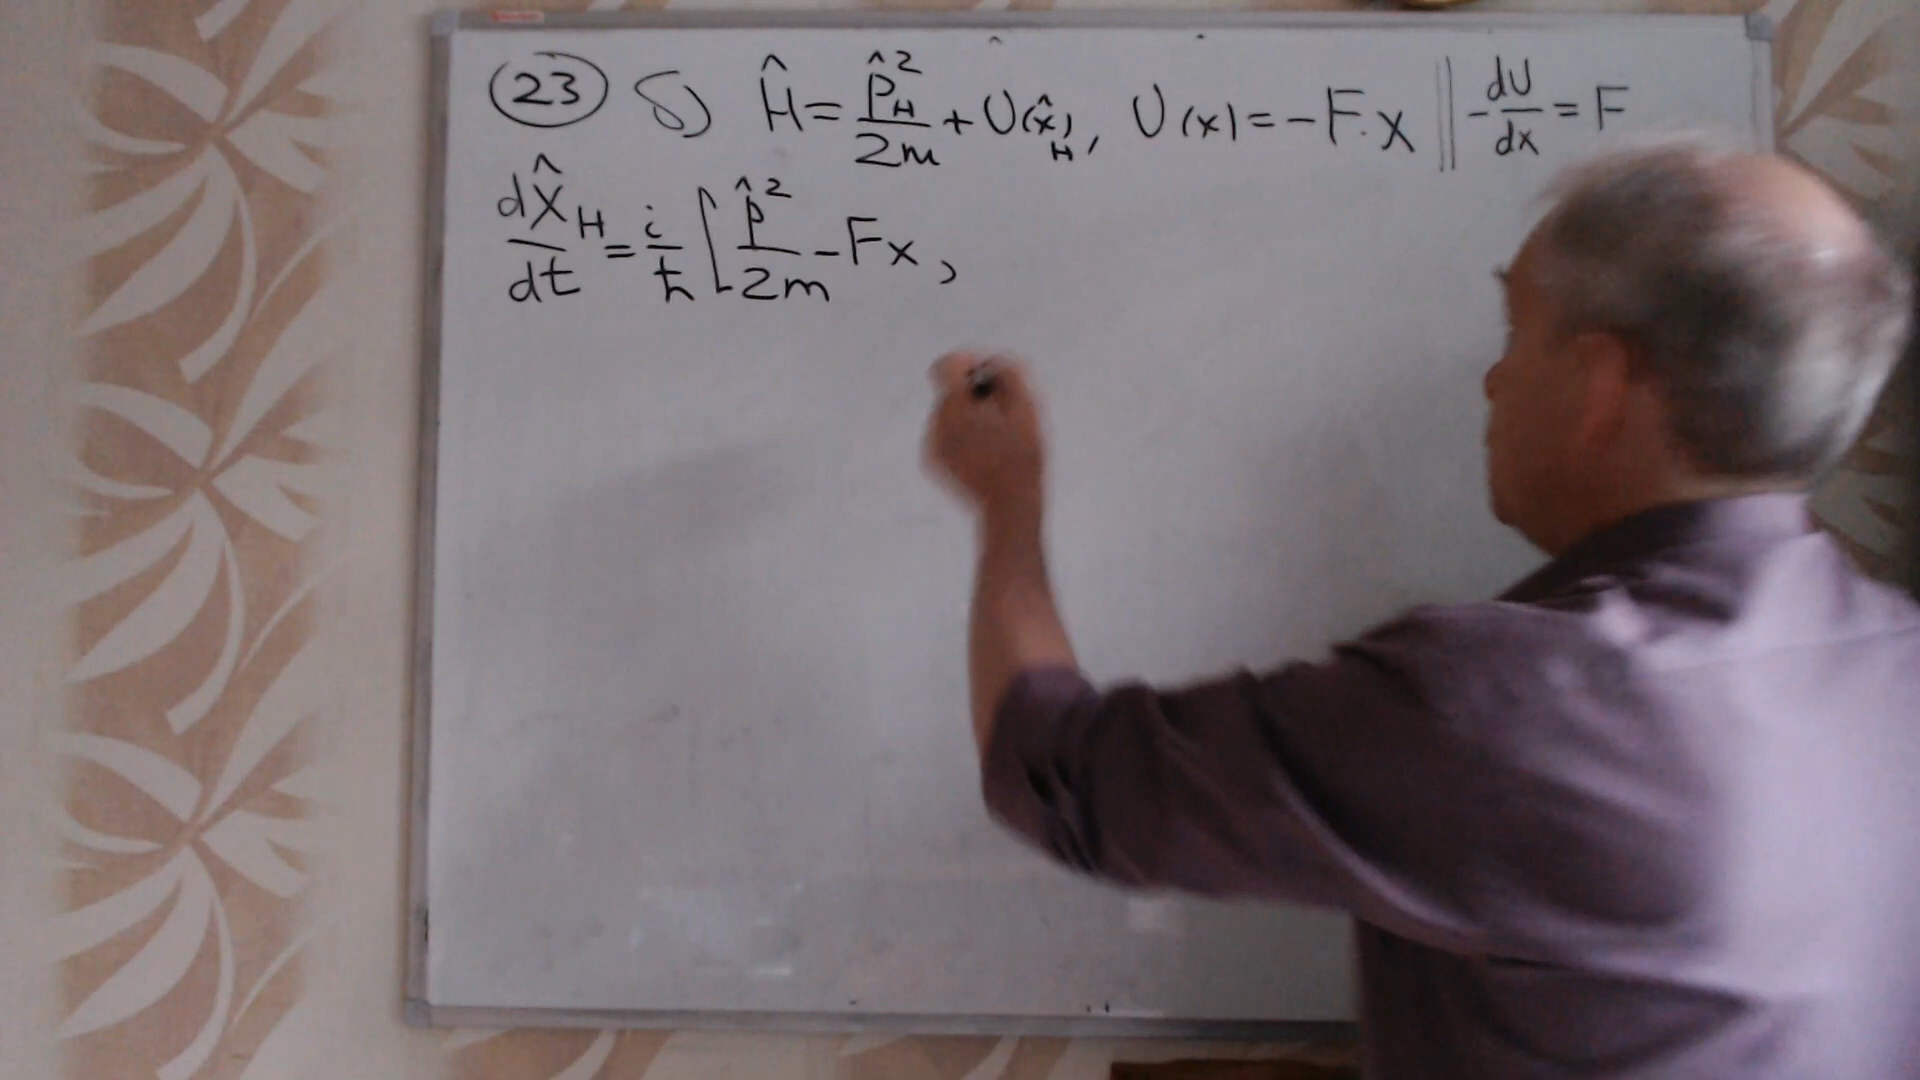 23 б) Ĥ = p̂_H²/2m + U(x̂_H), U(x) = -F·x || -dU/dx = F
dx̂_H/dt = i/ħ [p̂²/2m - Fx,